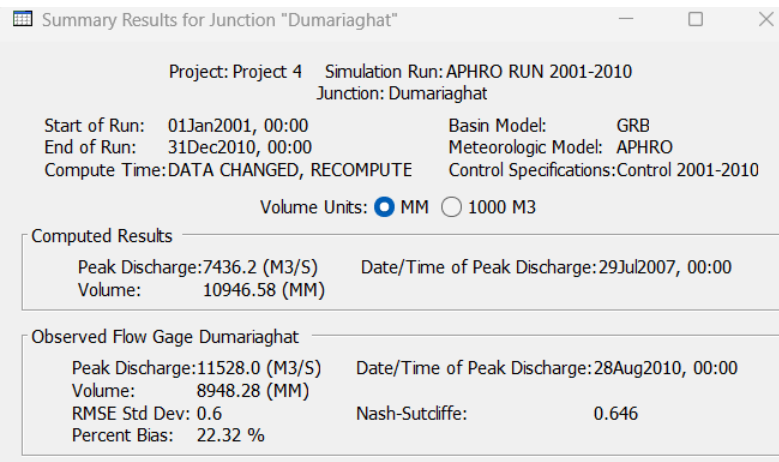 Summary Results for Junction "Dumariaghat"
Project: Project 4 Simulation Run: APHRO RUN 2001-2010
Junction: Dumariaghat
Start of Run: 01Jan2001, 00:00 Basin Model: GRB
End of Run: 31Dec2010, 00:00 Meteorologic Model: APHRO
Compute Time:DATA CHANGED, RECOMPUTE Control Specifications:Control 2001-2010
Volume Units: MM 1000 M3
Computed Results
Peak Discharge:7436.2 (M3/S) Date/Time of Peak Discharge:29Jul2007, 00:00
Volume: 10946.58 (MM)
Observed Flow Gage Dumariaghat
Peak Discharge:11528.0 (M3/S) Date/Time of Peak Discharge:28Aug2010, 00:00
Volume: 8948.28 (MM)
RMSE Std Dev: 0.6 Nash-Sutcliffe: 0.646
Percent Bias: 22.32 %